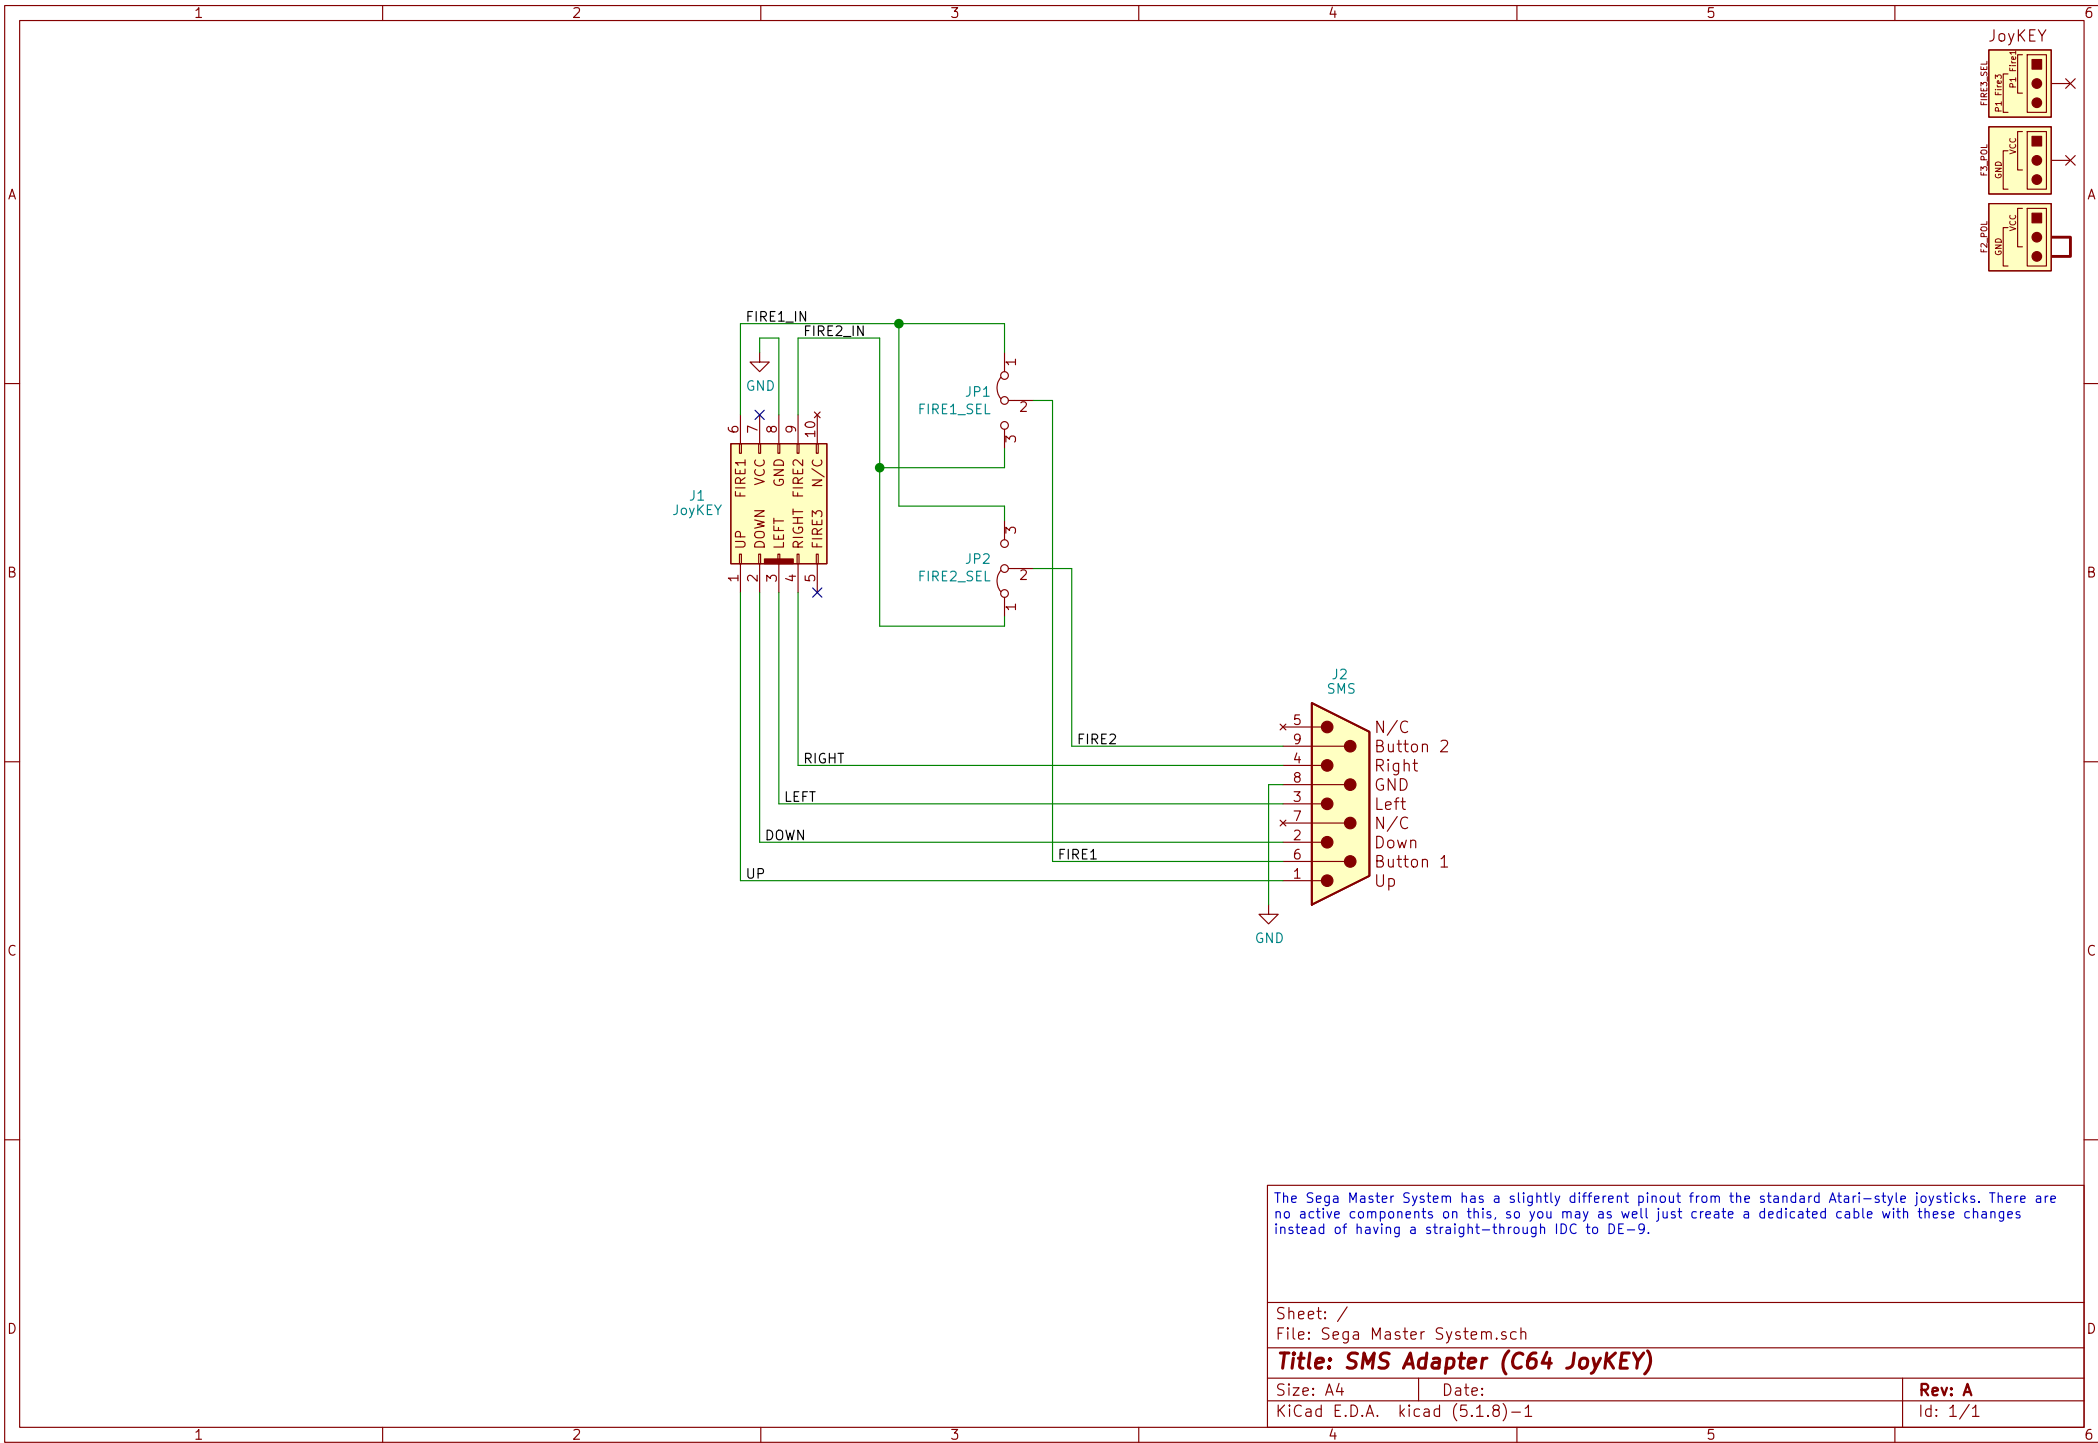 1 2 3 4 5 6
JoyKEY
FIRE3_SEL
P1 Fire3
P1 Fire1
F3_POL
GND
VCC
F2_POL
GND
VCC
A A
FIRE1_IN
FIRE2_IN
GND
1
JP1
FIRE1_SEL
2
3
6 7 8 9 10
FIRE1 VCC GND FIRE2 N/C
J1
JoyKEY
UP DOWN LEFT RIGHT FIRE3
1 2 3 4 5
3
JP2
FIRE2_SEL
2
1
B B
J2
SMS
5 N/C
FIRE2 9 Button 2
RIGHT 4 Right
8 GND
LEFT 3 Left
7 N/C
DOWN 2 Down
FIRE1 6 Button 1
UP 1 Up
GND
C C
The Sega Master System has a slightly different pinout from the standard Atari-style joysticks. There are
no active components on this, so you may as well just create a dedicated cable with these changes
instead of having a straight-through IDC to DE-9.
Sheet: /
File: Sega Master System.sch
D D
Title: SMS Adapter (C64 JoyKEY)
Size: A4 Date: Rev: A
KiCad E.D.A. kicad (5.1.8)-1 Id: 1/1
1 2 3 4 5 6